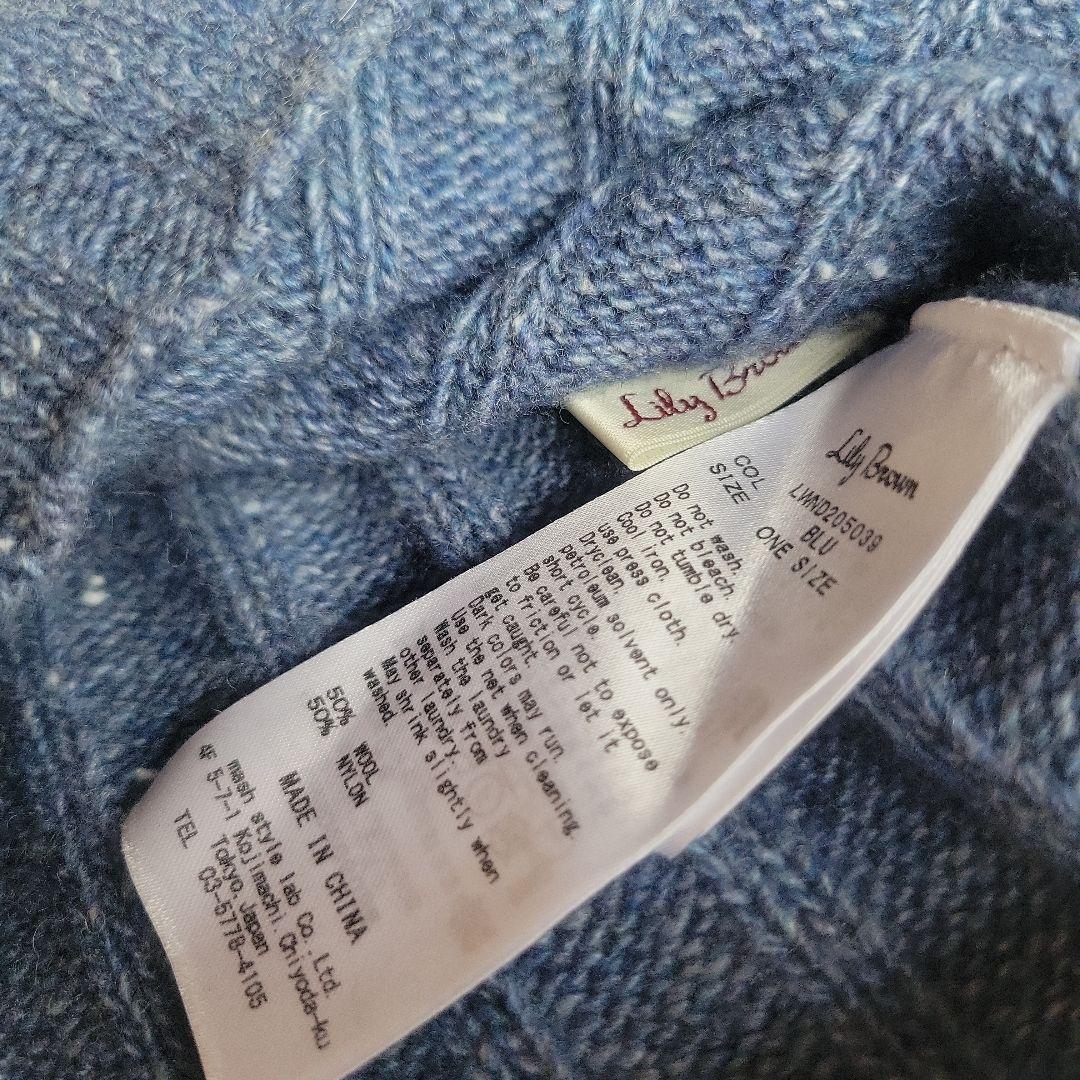 Lily Brown
Lily Brown
LWND205039
COL BLU
SIZE ONE SIZE
Do not wash.
Do not bleach.
Do not tumble dry.
Cool iron.
use press cloth.
Dryclean.
petroleum solvent only.
short cycle.
Be careful not to expose
to friction or let it
get caught.
Dark colors may run.
Use the net when cleaning.
Wash the laundry
separately from
other laundry.
May shrink slightly when
washed.
50% WOOL
50% NYLON
MADE IN CHINA
mash style lab Co.,Ltd.
4F 5-7-1 Kojimachi Chiyoda-ku
Tokyo Japan
TEL 03-5778-4105